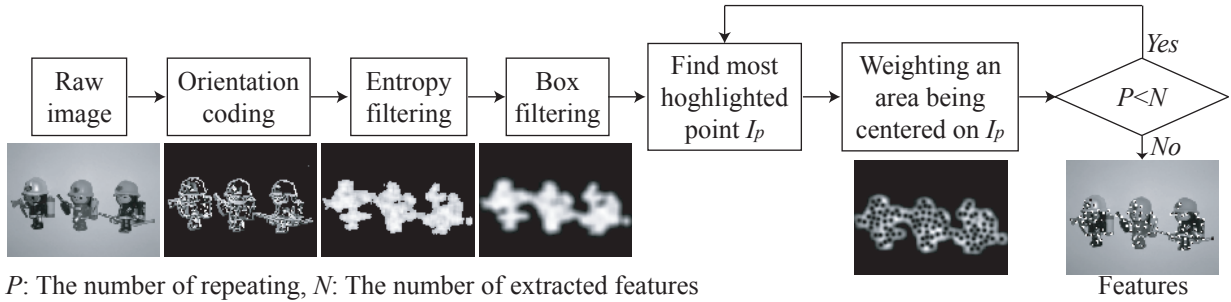 Raw
image
Orientation
coding
Entropy
filtering
Box
filtering
Find most
hoghlighted
point Ip
Weighting an
area being
centered on Ip
P<N
Yes
No
P: The number of repeating, N: The number of extracted features
Features